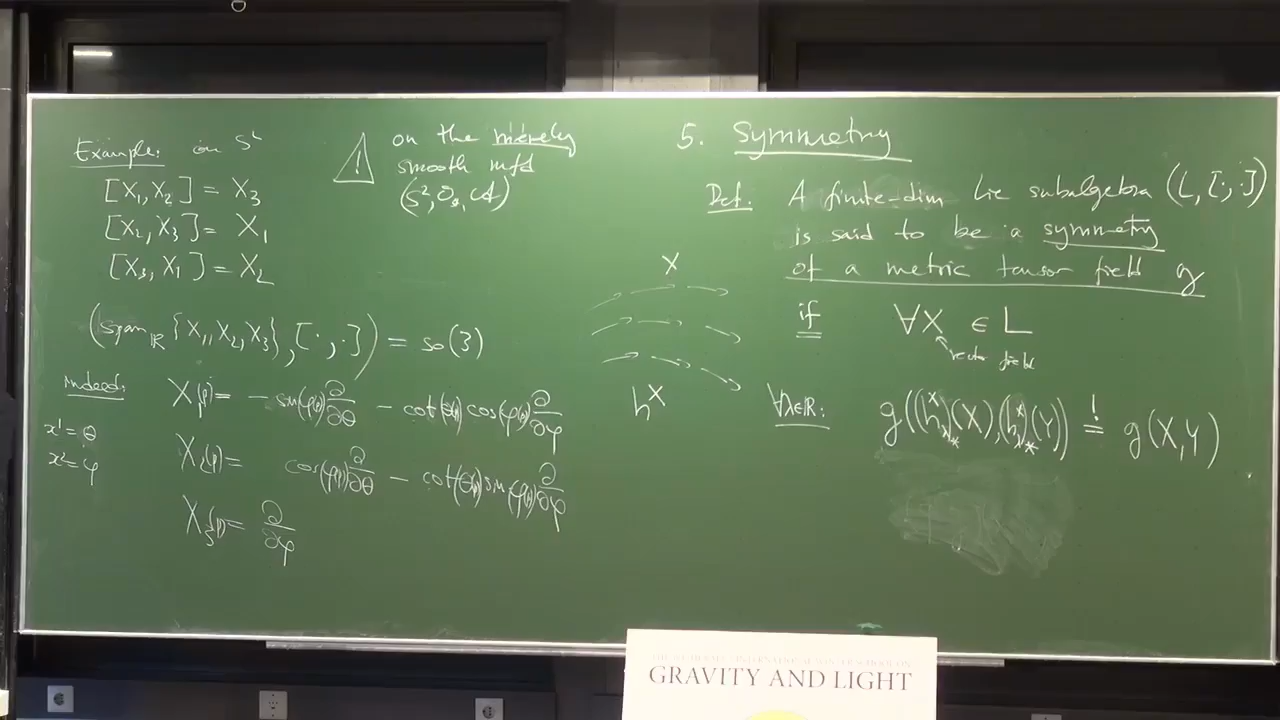 Example: on S²
[X₁, X₂] = X₃
[X₂, X₃] = X₁
[X₃, X₁] = X₂
(span_ℝ {X₁, X₂, X₃}, [·,·]) = so(3)
indeed:
x¹ = θ
x² = φ
X₁(p) = - sin(φ(p)) ∂/∂θ - cot(θ(p)) cos(φ(p)) ∂/∂φ
X₂(p) = cos(φ(p)) ∂/∂θ - cot(θ(p)) sin(φ(p)) ∂/∂φ
X₃(p) = ∂/∂φ
! on the merely
smooth mfd
(S², O, A)
X
h^X
5. Symmetry
Def. A finite-dim Lie subalgebra (L, [·,·])
is said to be a symmetry
of a metric tensor field g
if ∀X ∈ L
vector field
∀λ∈ℝ: g((h^X_λ)_*(X), (h^X_λ)_*(Y)) =! g(X,Y)
GRAVITY AND LIGHT